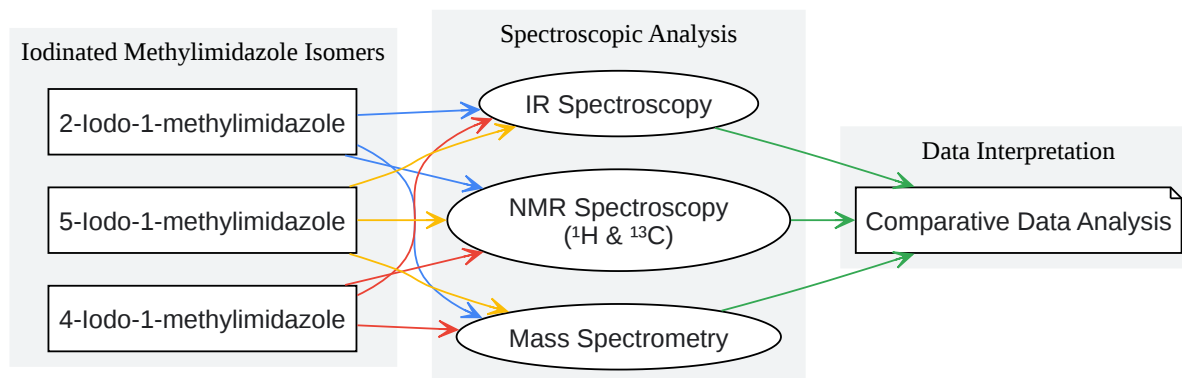 Iodinated Methylimidazole Isomers
2-Iodo-1-methylimidazole
5-Iodo-1-methylimidazole
4-Iodo-1-methylimidazole
Spectroscopic Analysis
IR Spectroscopy
NMR Spectroscopy
(¹H & ¹³C)
Mass Spectrometry
Data Interpretation
Comparative Data Analysis